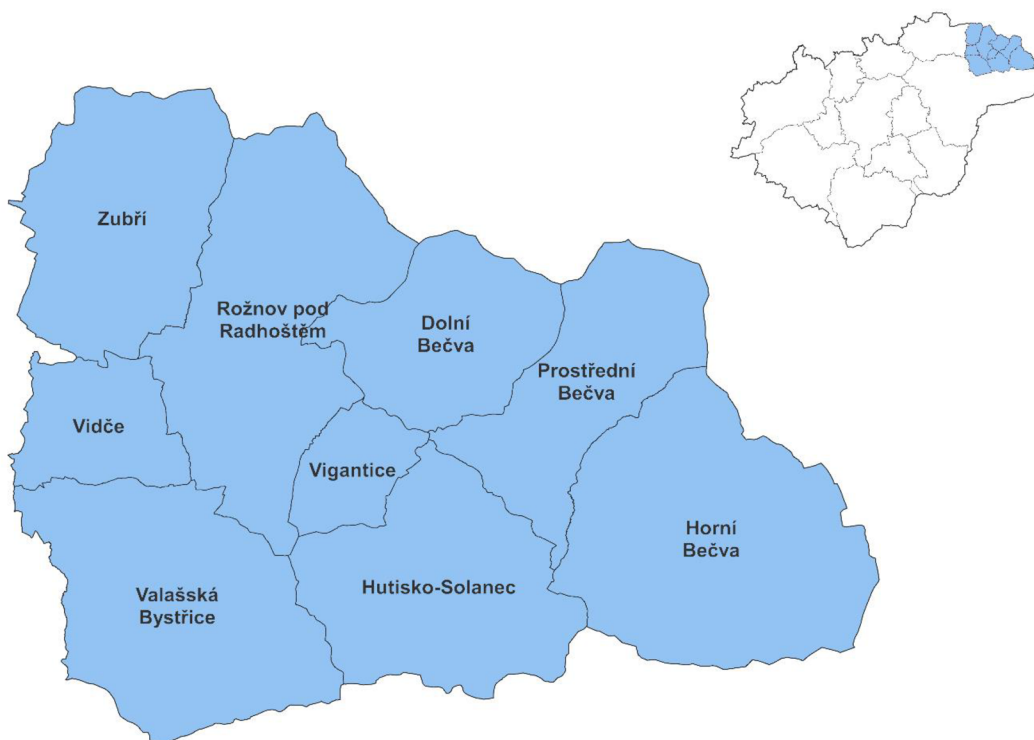 Zubří
Rožnov pod
Radhoštěm
Dolní
Bečva
Prostřední
Bečva
Vidče
Vigantice
Horní
Bečva
Valašská
Bystřice
Hutisko-Solanec